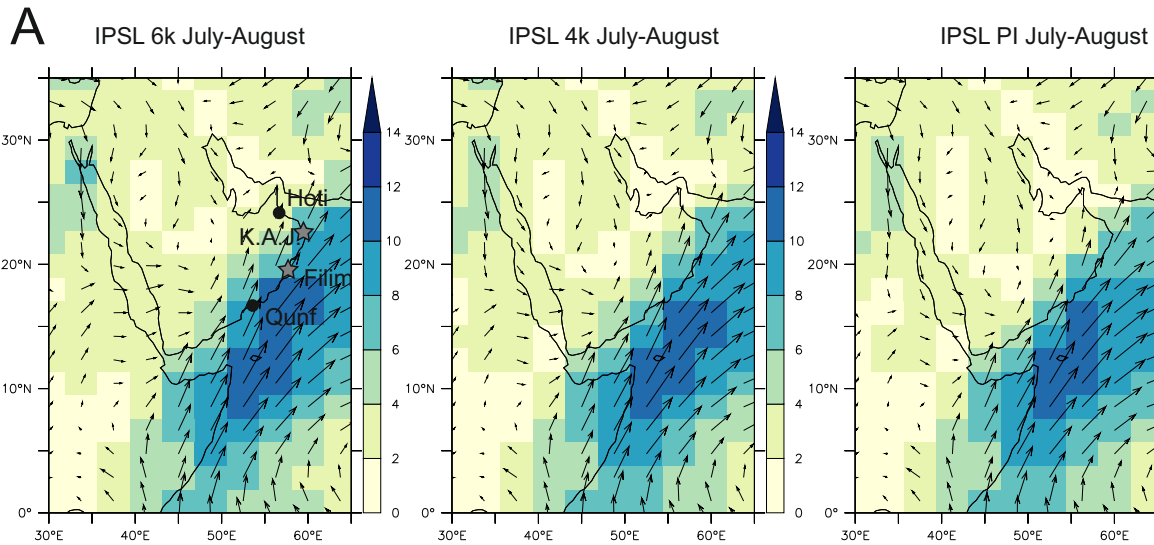 A
IPSL 6k July-August
IPSL 4k July-August
IPSL PI July-August
14
14
30°N
30°N
30°N
12
12
Hoti
K.A.J.
10
10
20°N
20°N
20°N
Filim
8
8
Qunf
6
6
10°N
10°N
10°N
4
4
2
2
0°
0
0°
0
0°
30°E
40°E
50°E
60°E
30°E
40°E
50°E
60°E
30°E
40°E
50°E
60°E